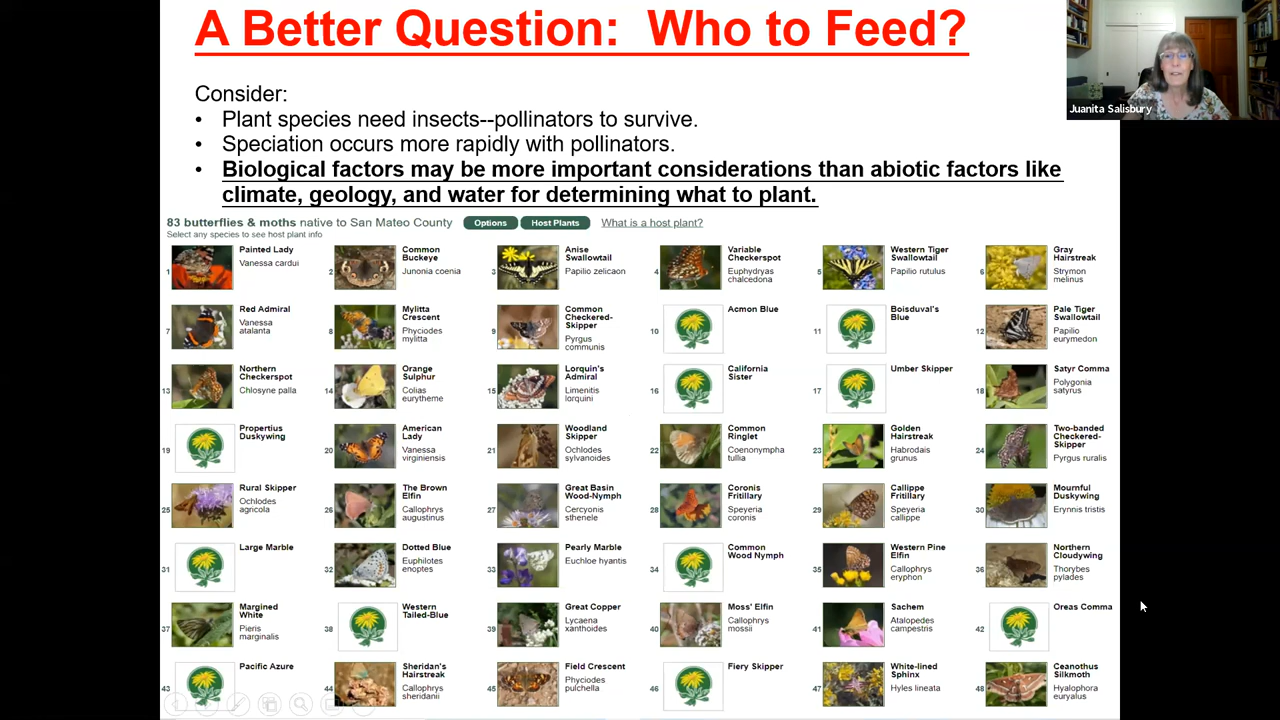 A Better Question: Who to Feed?
Juanita Salisbury
Consider:
• Plant species need insects--pollinators to survive.
• Speciation occurs more rapidly with pollinators.
• Biological factors may be more important considerations than abiotic factors like
climate, geology, and water for determining what to plant.
83 butterflies & moths native to San Mateo County
Options
Host Plants
What is a host plant?
Select any species to see host plant info
1
Painted Lady
Vanessa cardui
2
Common
Buckeye
Junonia coenia
3
Anise
Swallowtail
Papilio zelicaon
4
Variable
Checkerspot
Euphydryas
chalcedona
5
Western Tiger
Swallowtail
Papilio rutulus
6
Gray
Hairstreak
Strymon
melinus
7
Red Admiral
Vanessa
atalanta
8
Mylitta
Crescent
Phyciodes
mylitta
9
Common
Checkered-
Skipper
Pyrgus
communis
10
Acmon Blue
11
Boisduval's
Blue
12
Pale Tiger
Swallowtail
Papilio
eurymedon
13
Northern
Checkerspot
Chlosyne palla
14
Orange
Sulphur
Colias
eurytheme
15
Lorquin's
Admiral
Limenitis
lorquini
16
California
Sister
17
Umber Skipper
18
Satyr Comma
Polygonia
satyrus
19
Propertius
Duskywing
20
American
Lady
Vanessa
virginiensis
21
Woodland
Skipper
Ochlodes
sylvanoides
22
Common
Ringlet
Coenonympha
tullia
23
Golden
Hairstreak
Habrodais
grunus
24
Two-banded
Checkered-
Skipper
Pyrgus ruralis
25
Rural Skipper
Ochlodes
agricola
26
The Brown
Elfin
Callophrys
augustinus
27
Great Basin
Wood-Nymph
Cercyonis
sthenele
28
Coronis
Fritillary
Speyeria
coronis
29
Callippe
Fritillary
Speyeria
callippe
30
Mournful
Duskywing
Erynnis tristis
31
Large Marble
32
Dotted Blue
Euphilotes
enoptes
33
Pearly Marble
Euchloe hyantis
34
Common
Wood Nymph
35
Western Pine
Elfin
Callophrys
eryphon
36
Northern
Cloudywing
Thorybes
pylades
37
Margined
White
Pieris
marginalis
38
Western
Tailed-Blue
39
Great Copper
Lycaena
xanthoides
40
Moss' Elfin
Callophrys
mossii
41
Sachem
Atalopedes
campestris
42
Oreas Comma
43
Pacific Azure
44
Sheridan's
Hairstreak
Callophrys
sheridanii
45
Field Crescent
Phyciodes
pulchella
46
Fiery Skipper
47
White-lined
Sphinx
Hyles lineata
48
Ceanothus
Silkmoth
Hyalophora
euryalus